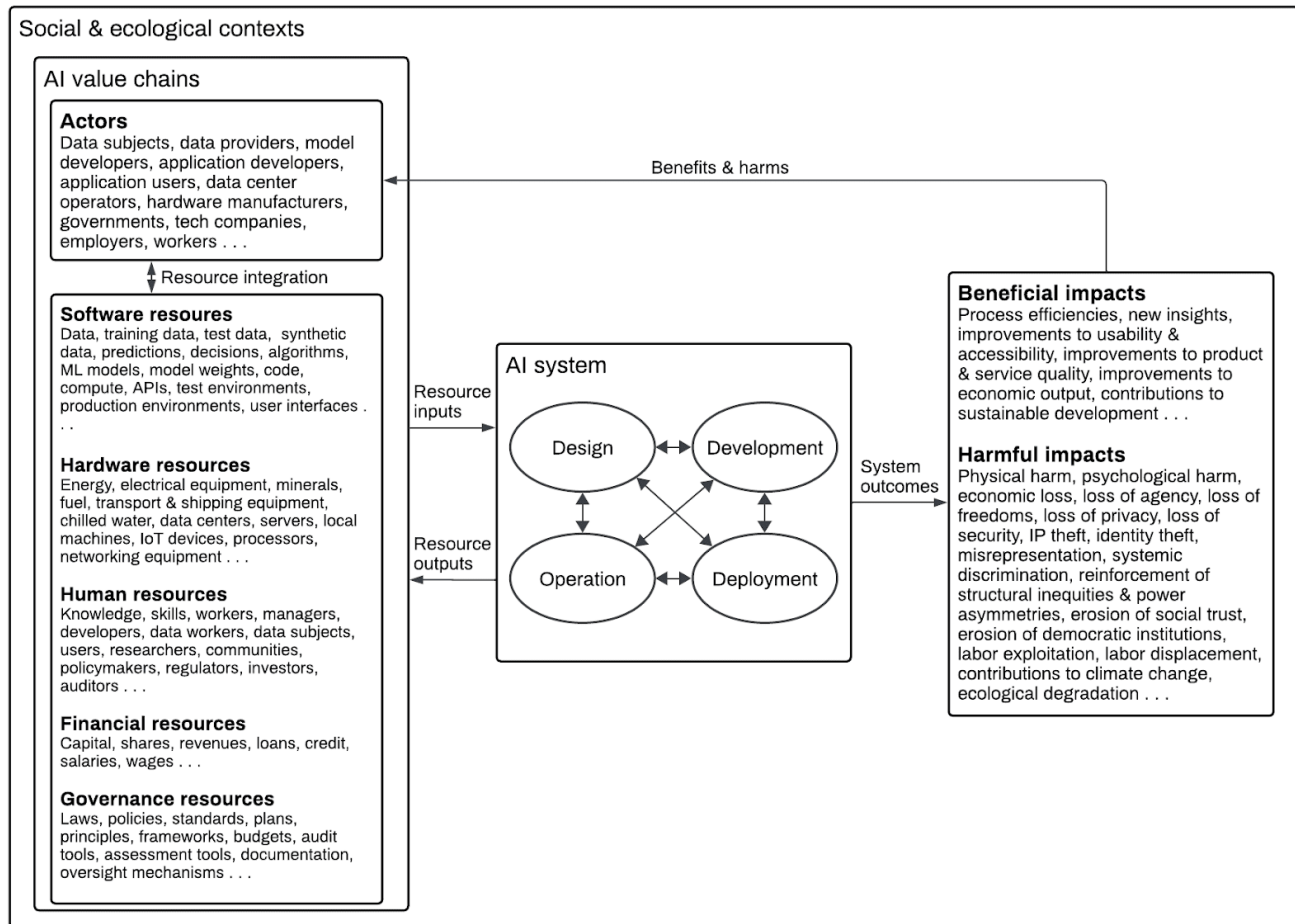 Social & ecological contexts
AI value chains
Actors
Data subjects, data providers, model
developers, application developers,
application users, data center
operators, hardware manufacturers,
governments, tech companies,
employers, workers . . .
Resource integration
Software resoures
Data, training data, test data, synthetic
data, predictions, decisions, algorithms,
ML models, model weights, code,
compute, APIs, test environments,
production environments, user interfaces .
. .
Hardware resources
Energy, electrical equipment, minerals,
fuel, transport & shipping equipment,
chilled water, data centers, servers, local
machines, IoT devices, processors,
networking equipment . . .
Human resources
Knowledge, skills, workers, managers,
developers, data workers, data subjects,
users, researchers, communities,
policymakers, regulators, investors,
auditors . . .
Financial resources
Capital, shares, revenues, loans, credit,
salaries, wages . . .
Governance resources
Laws, policies, standards, plans,
principles, frameworks, budgets, audit
tools, assessment tools, documentation,
oversight mechanisms . . .
Resource
inputs
Resource
outputs
AI system
Design
Development
Operation
Deployment
System
outcomes
Benefits & harms
Beneficial impacts
Process efficiencies, new insights,
improvements to usability &
accessibility, improvements to product
& service quality, improvements to
economic output, contributions to
sustainable development . . .
Harmful impacts
Physical harm, psychological harm,
economic loss, loss of agency, loss of
freedoms, loss of privacy, loss of
security, IP theft, identity theft,
misrepresentation, systemic
discrimination, reinforcement of
structural inequities & power
asymmetries, erosion of social trust,
erosion of democratic institutions,
labor exploitation, labor displacement,
contributions to climate change,
ecological degradation . . .